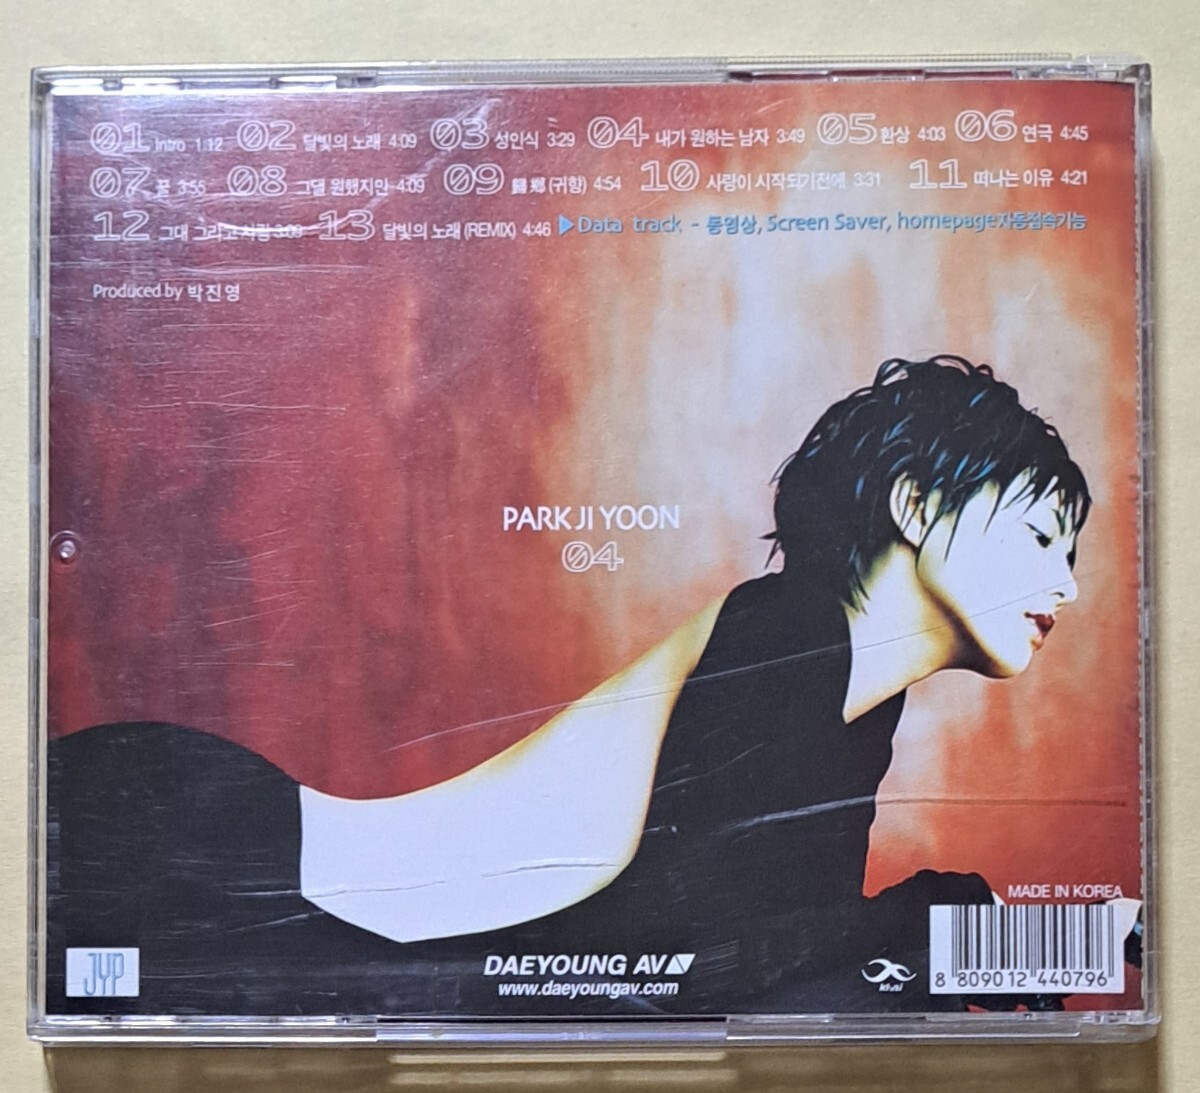 01 Intro 1:12 02 달빛의 노래 4:09 03 성인식 3:29 04 내가 원하는 남자 3:49 05 환상 4:03 06 연극 4:45
07 꿈 3:55 08 그댈 원했지만 4:09 09 歸鄕 (귀향) 4:54 10 사랑이 시작되기전에 3:31 11 떠나는 이유 4:21
12 그대 그리고 사랑 3:09 13 달빛의 노래 (REMIX) 4:46 ▶Data track - 동영상, Screen Saver, homepage자동접속기능
Produced by 박진영
PARK JI YOON
04
MADE IN KOREA
JYP
DAEYOUNG AV
www.daeyoungav.com
8 809012 440796